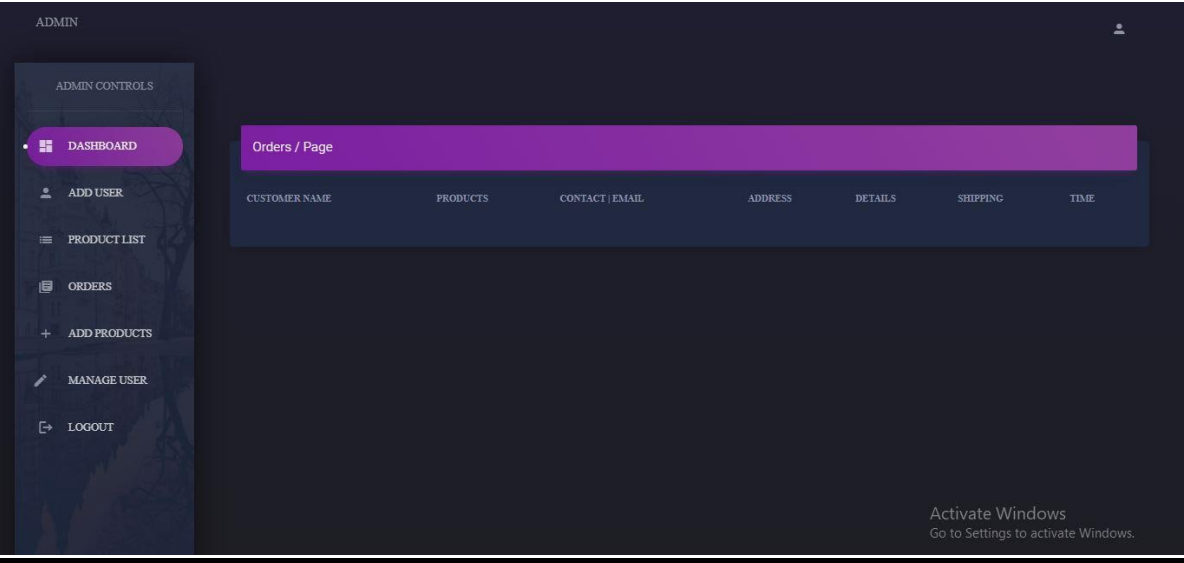 ADMIN
ADMIN CONTROLS
DASHBOARD
ADD USER
PRODUCT LIST
ORDERS
ADD PRODUCTS
MANAGE USER
LOGOUT
Orders / Page
CUSTOMER NAME PRODUCTS CONTACT | EMAIL ADDRESS DETAILS SHIPPING TIME
Activate Windows
Go to Settings to activate Windows.